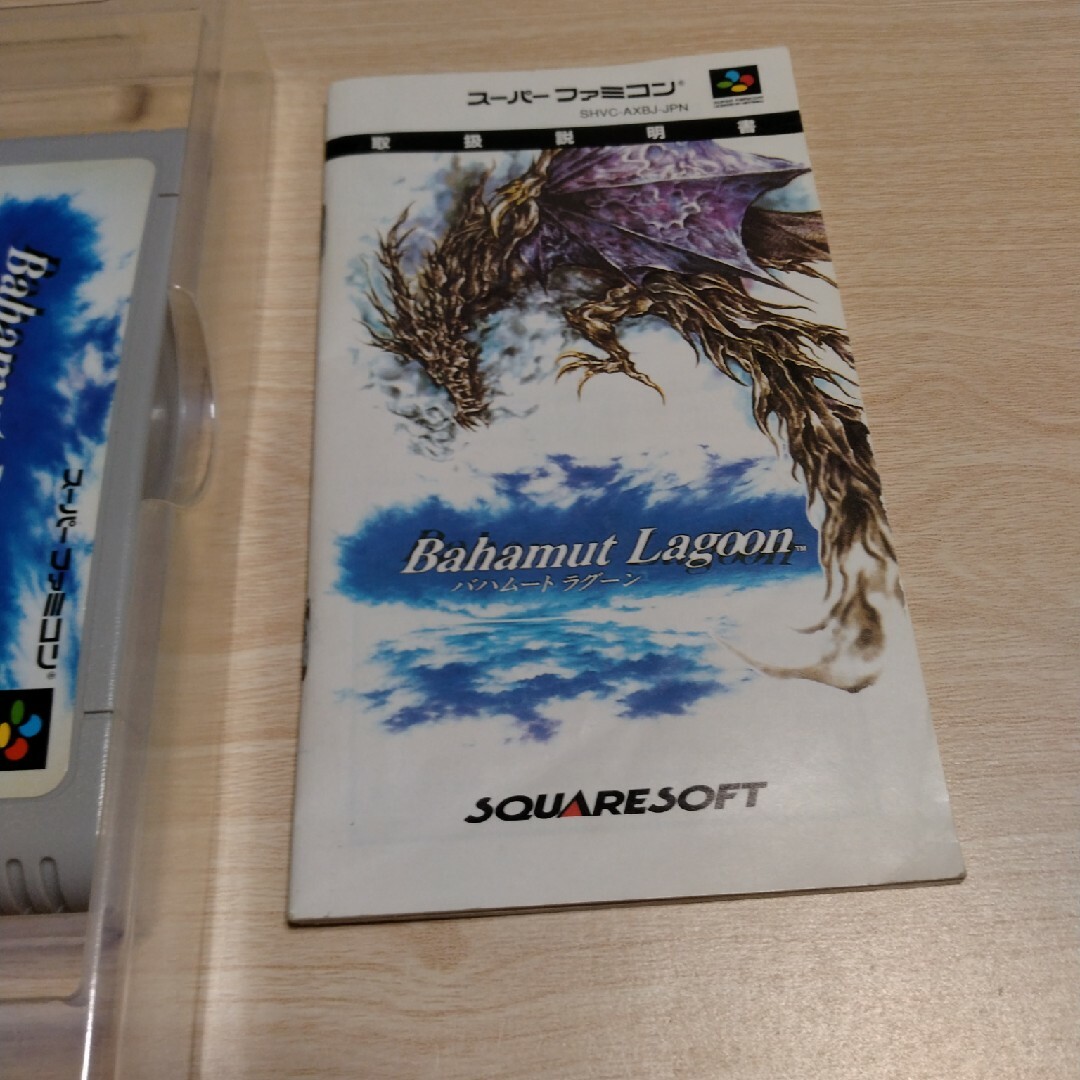 スーパーファミコン®
SHVC-AXBJ-JPN
取扱説明書
Bahamut Lagoon™
バハムート ラグーン
SQUARESOFT
スーパーファミコン®